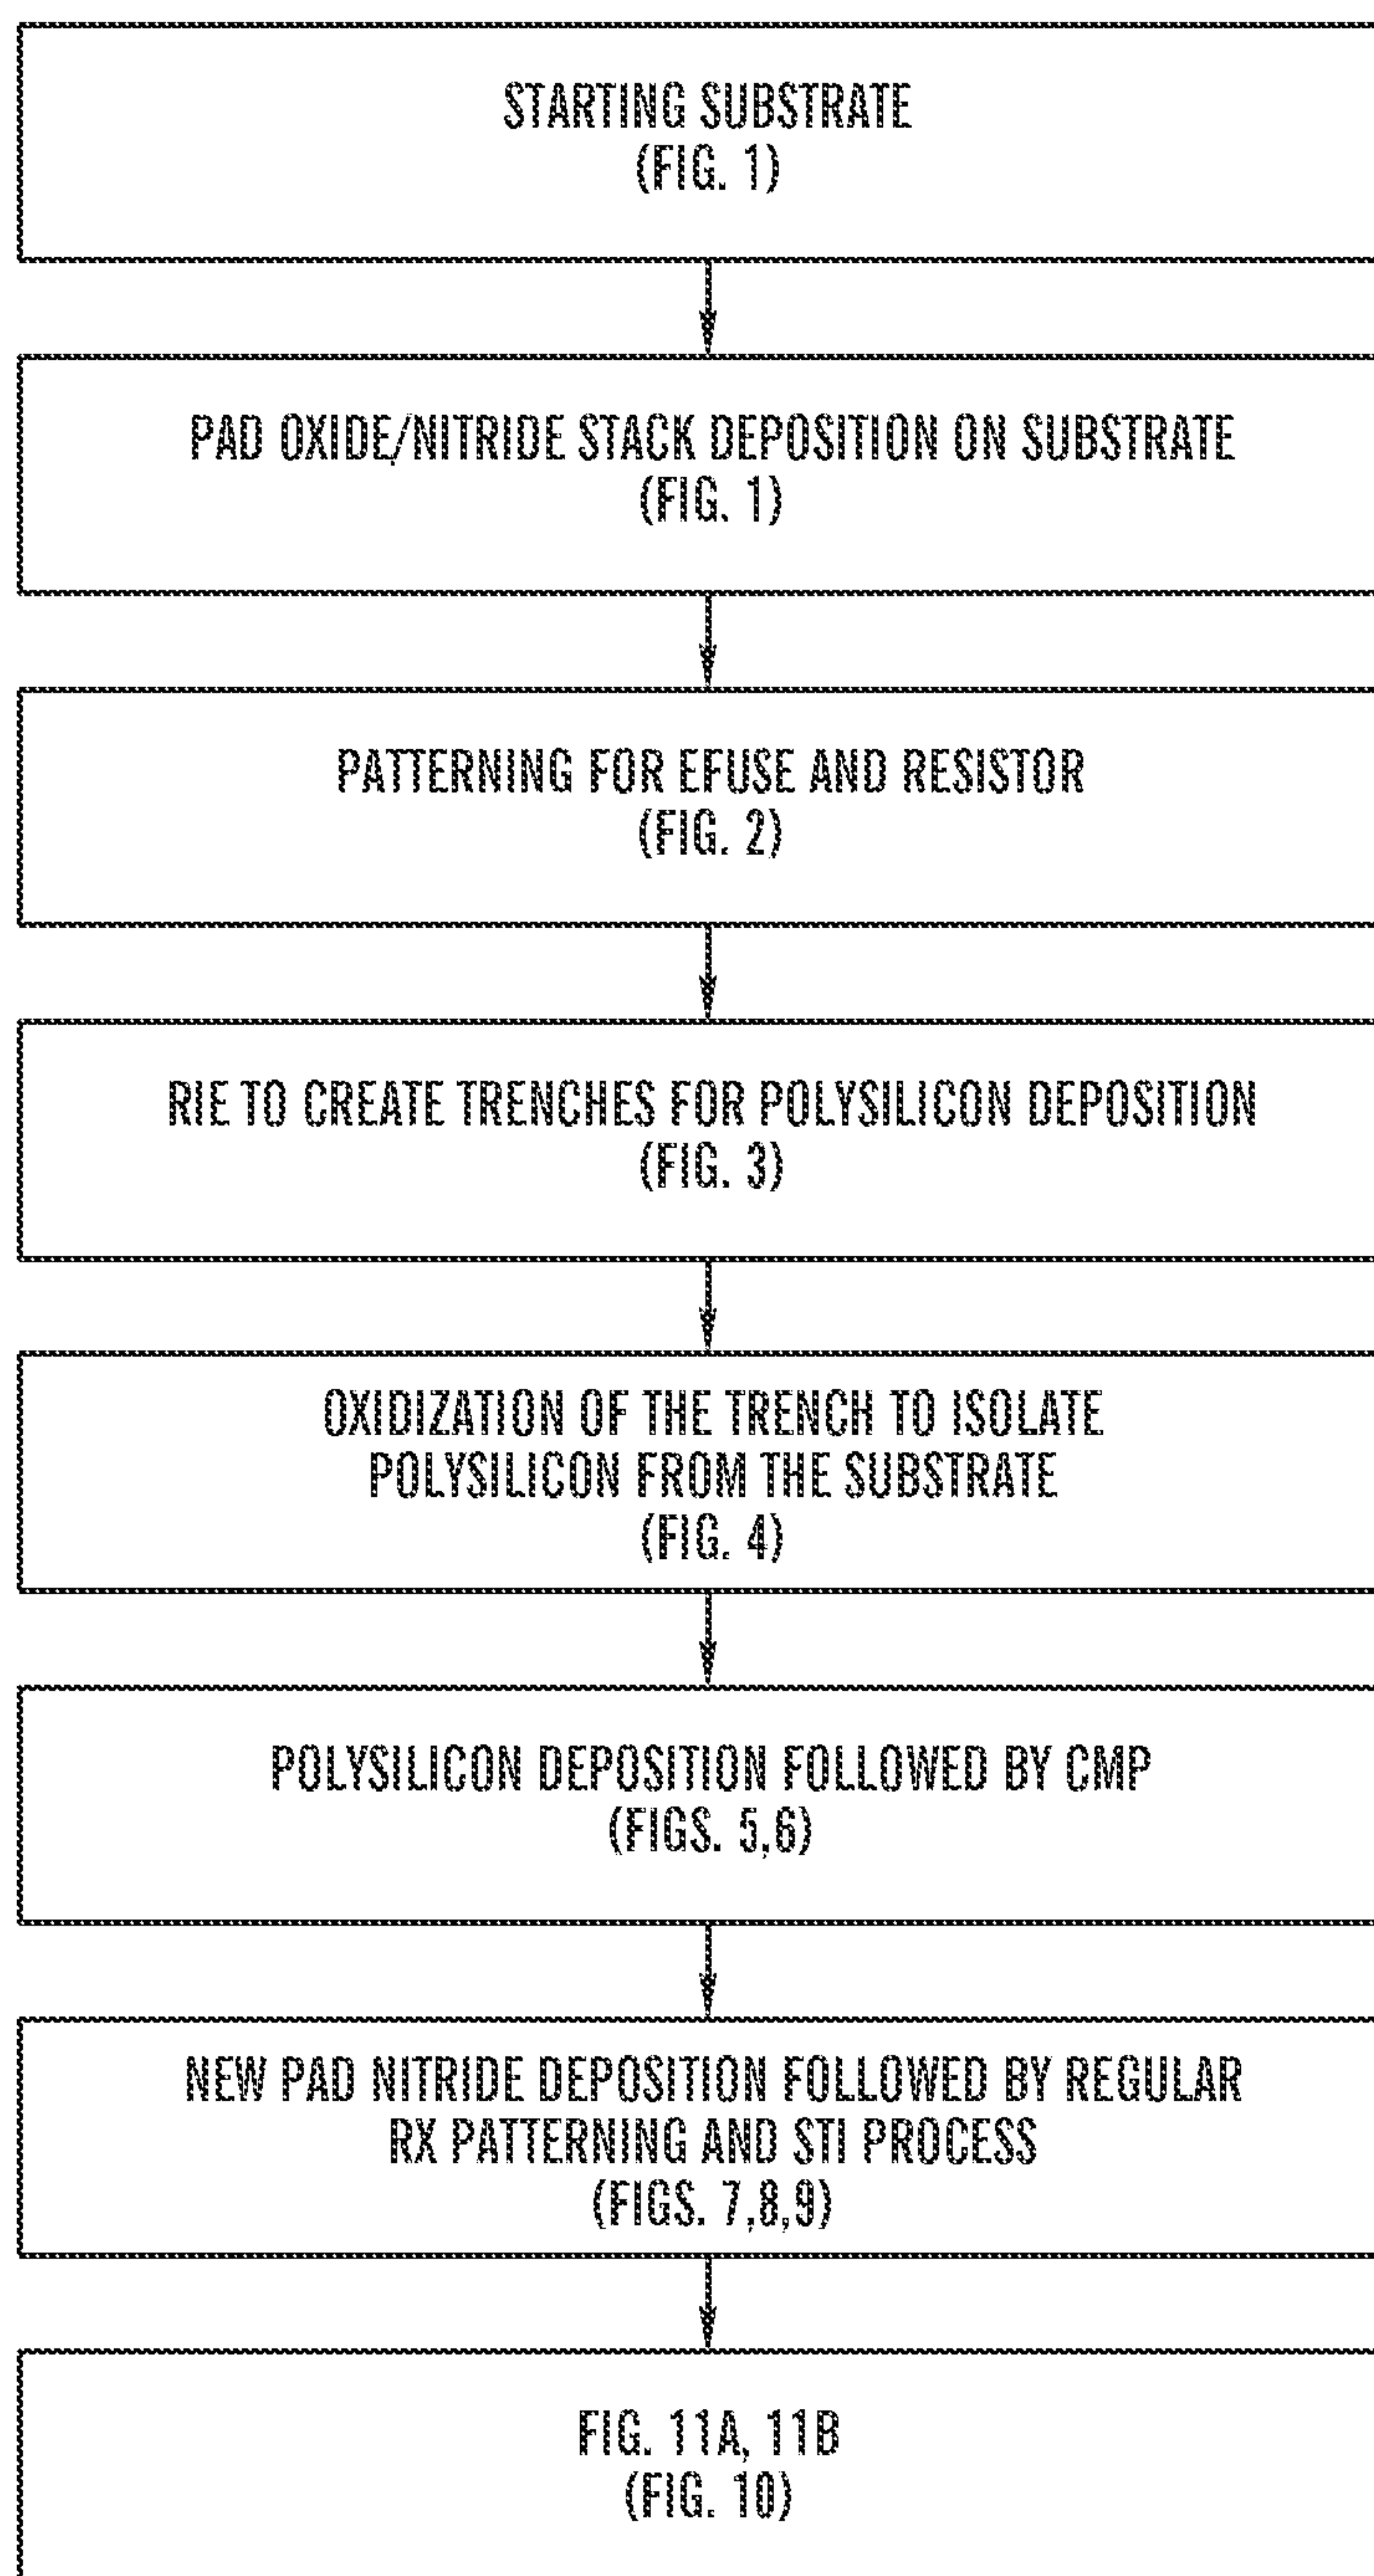 STARTING SUBSTRATE
(FIG. 1)
PAD OXIDE/NITRIDE STACK DEPOSITION ON SUBSTRATE
(FIG. 1)
PATTERNING FOR EFUSE AND RESISTOR
(FIG. 2)
RIE TO CREATE TRENCHES FOR POLYSILICON DEPOSITION
(FIG. 3)
OXIDIZATION OF THE TRENCH TO ISOLATE
POLYSILICON FROM THE SUBSTRATE
(FIG. 4)
POLYSILICON DEPOSITION FOLLOWED BY CMP
(FIGS. 5,6)
NEW PAD NITRIDE DEPOSITION FOLLOWED BY REGULAR
RX PATTERNING AND STI PROCESS
(FIGS. 7,8,9)
FIG. 11A, 11B
(FIG. 10)